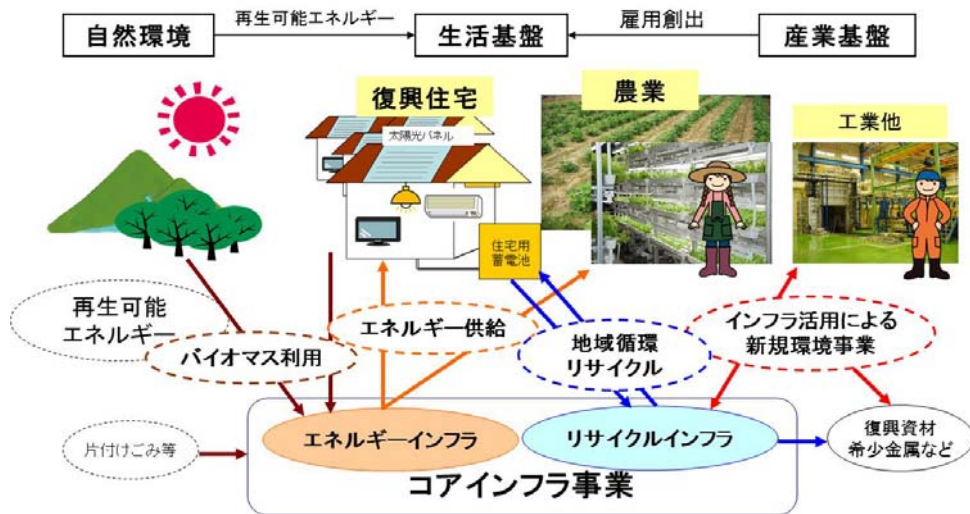 自然環境
再生可能エネルギー
生活基盤
雇用創出
産業基盤
復興住宅
農業
工業他
太陽光パネル
住宅用
蓄電池
再生可能
エネルギー
バイオマス利用
エネルギー供給
地域循環
リサイクル
インフラ活用による
新規環境事業
片付けごみ等
エネルギーインフラ
リサイクルインフラ
復興資材
希少金属など
コアインフラ事業